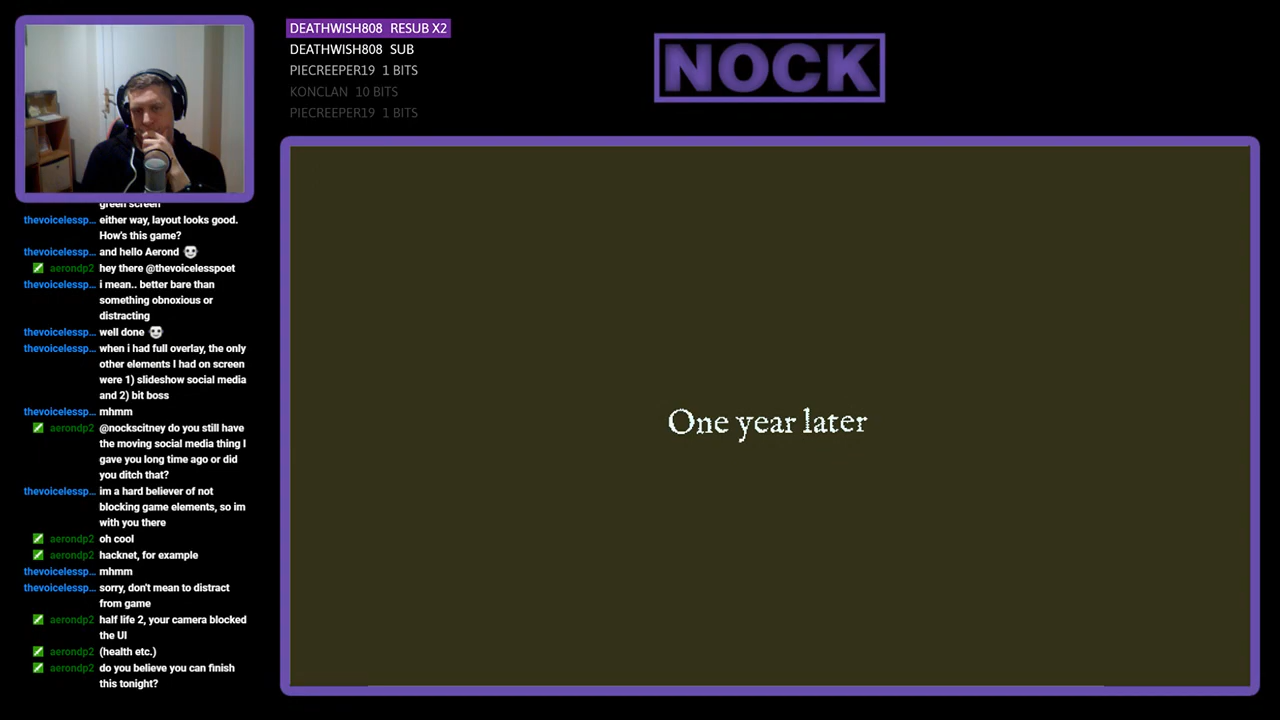 DEATHWISH808 RESUB X2
DEATHWISH808 SUB
PIECREEPER19 1 BITS
KONCLAN 10 BITS
PIECREEPER19 1 BITS
NOCK
green screen
thevoicelessp... either way, layout looks good.
How's this game?
thevoicelessp... and hello Aerond
aerondp2 hey there @thevoicelesspoet
thevoicelessp... i mean.. better bare than
something obnoxious or
distracting
thevoicelessp... well done
thevoicelessp... when i had full overlay, the only
other elements I had on screen
were 1) slideshow social media
and 2) bit boss
thevoicelessp... mhmm
aerondp2 @nockscitney do you still have
the moving social media thing I
gave you long time ago or did
you ditch that?
thevoicelessp... im a hard believer of not
blocking game elements, so im
with you there
aerondp2 oh cool
aerondp2 hacknet, for example
thevoicelessp... mhmm
thevoicelessp... sorry, don't mean to distract
from game
aerondp2 half life 2, your camera blocked
the UI
aerondp2 (health etc.)
aerondp2 do you believe you can finish
this tonight?
One year later